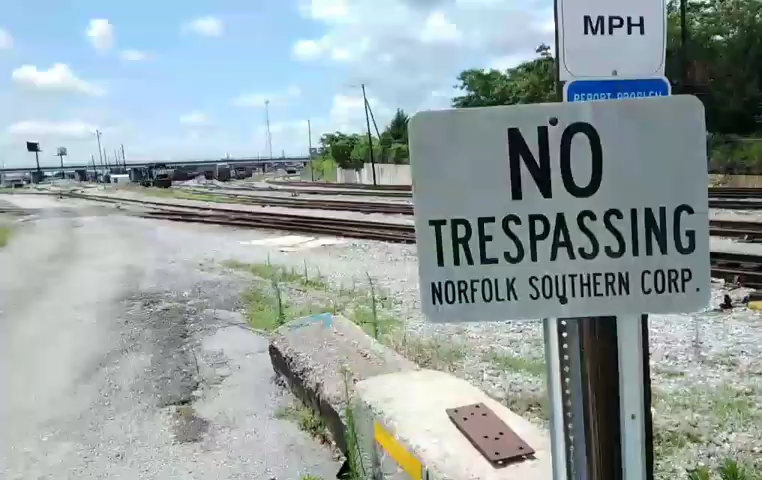 MPH
REPORT PROBLEM
NO
TRESPASSING
NORFOLK SOUTHERN CORP.